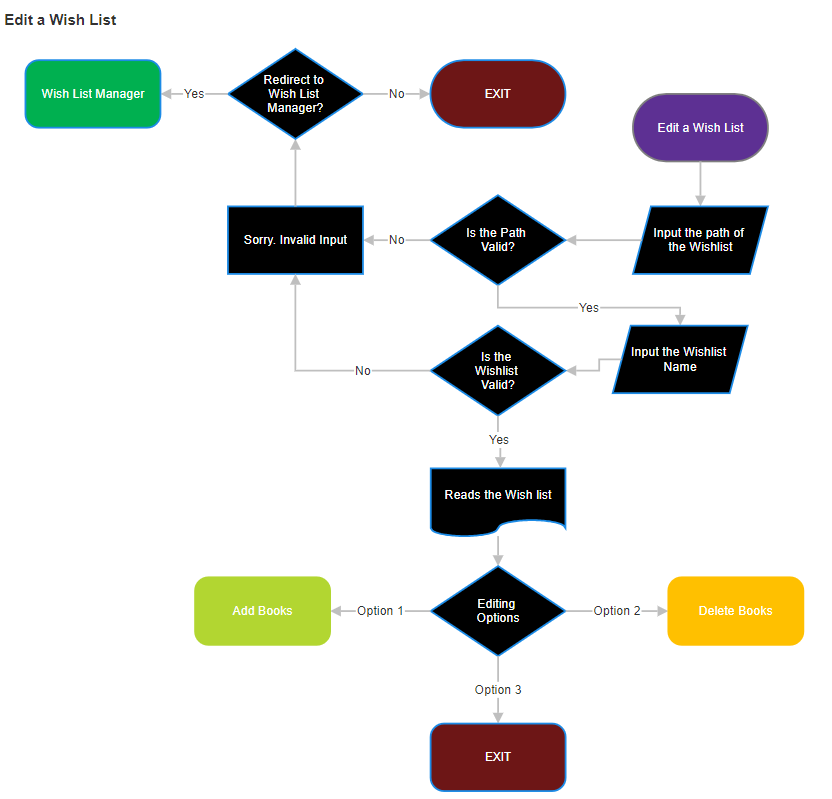 Edit a Wish List
Wish List Manager
Yes
Redirect to
Wish List
Manager?
No
EXIT
Edit a Wish List
Sorry. Invalid Input
No
Is the Path
Valid?
Input the path of
the Wishlist
Yes
No
Is the
Wishlist
Valid?
Input the Wishlist
Name
Yes
Reads the Wish list
Add Books
Option 1
Editing
Options
Option 2
Delete Books
Option 3
EXIT